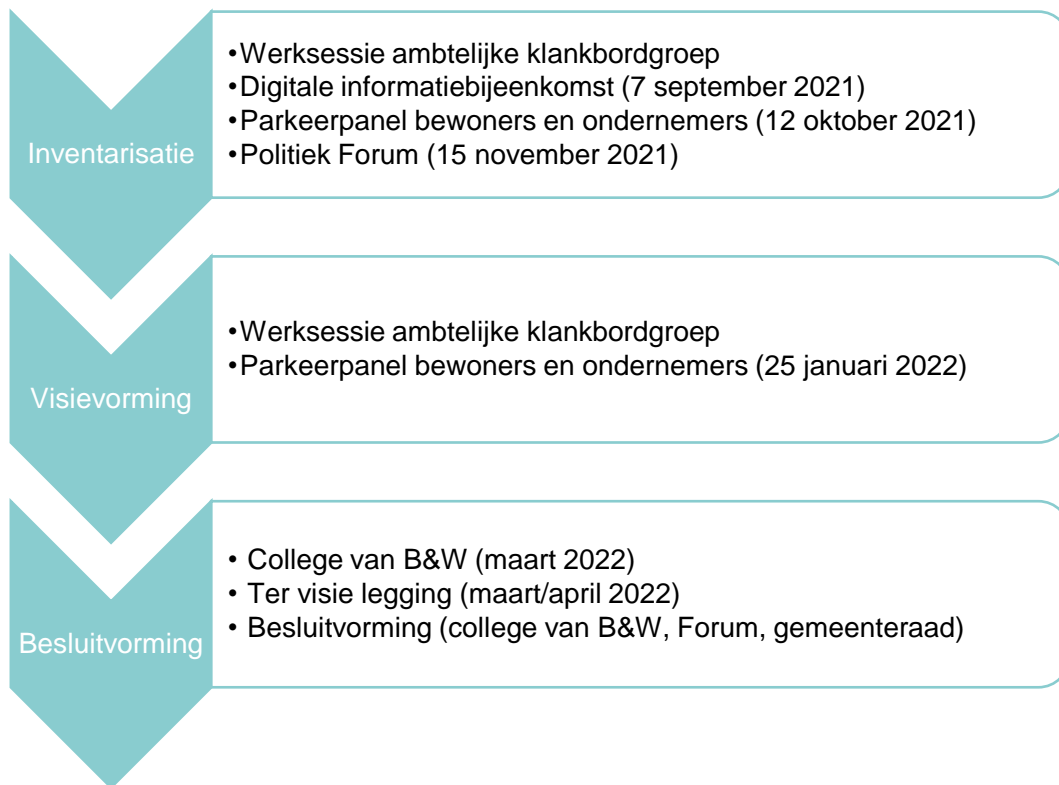 Inventarisatie
•Werksessie ambtelijke klankbordgroep
•Digitale informatiebijeenkomst (7 september 2021)
•Parkeerpanel bewoners en ondernemers (12 oktober 2021)
•Politiek Forum (15 november 2021)
Visievorming
•Werksessie ambtelijke klankbordgroep
•Parkeerpanel bewoners en ondernemers (25 januari 2022)
Besluitvorming
• College van B&W (maart 2022)
• Ter visie legging (maart/april 2022)
• Besluitvorming (college van B&W, Forum, gemeenteraad)